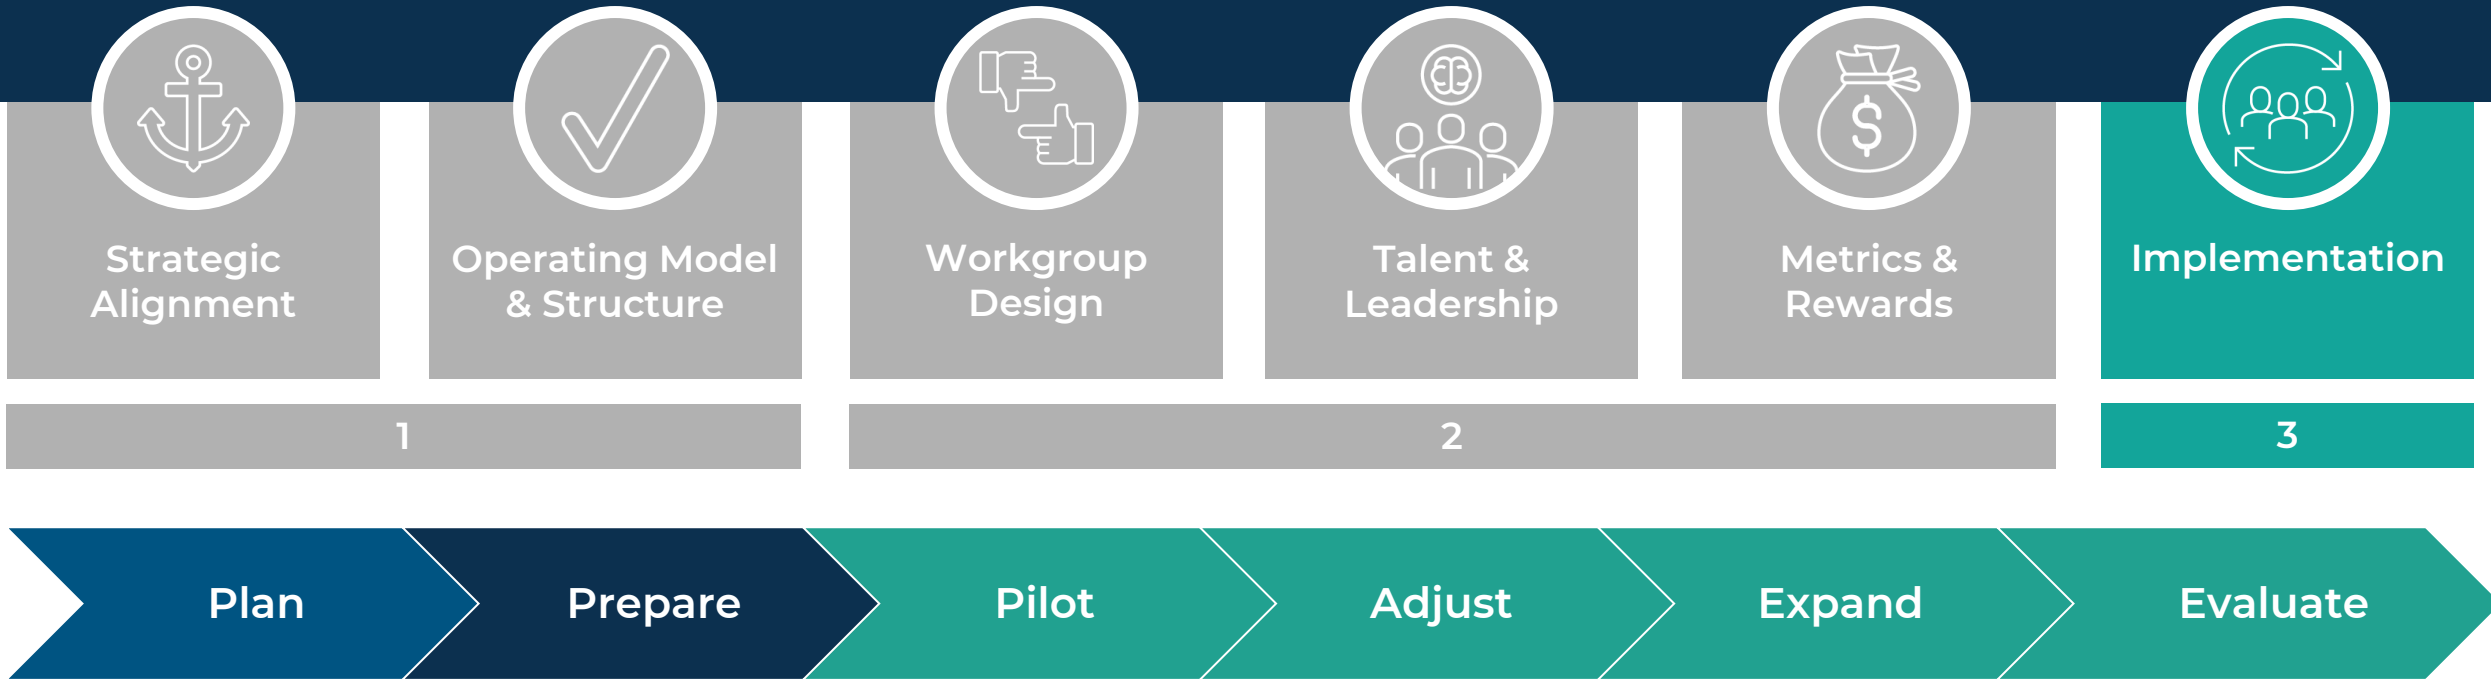 Strategic
Alignment
Operating Model
& Structure
Workgroup
Design
Talent &
Leadership
$
Metrics &
Rewards
Implementation
1
2
3
Plan
Prepare
Pilot
Adjust
Expand
Evaluate